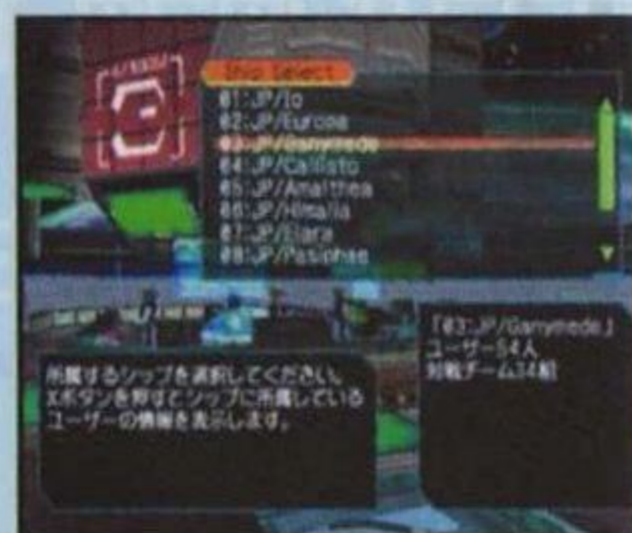 Ship Select
01:JP/Io
02:JP/Europa
03:JP/Ganymede
04:JP/Callisto
05:JP/Amalthea
06:JP/Himalia
07:JP/Elara
08:JP/Pasiphae
所属するシップを選択してください。
Xボタンを押すとシップに所属している
ユーザーの情報を表示します。
「03:JP/Ganymede」
ユーザー54人
対戦チーム34組